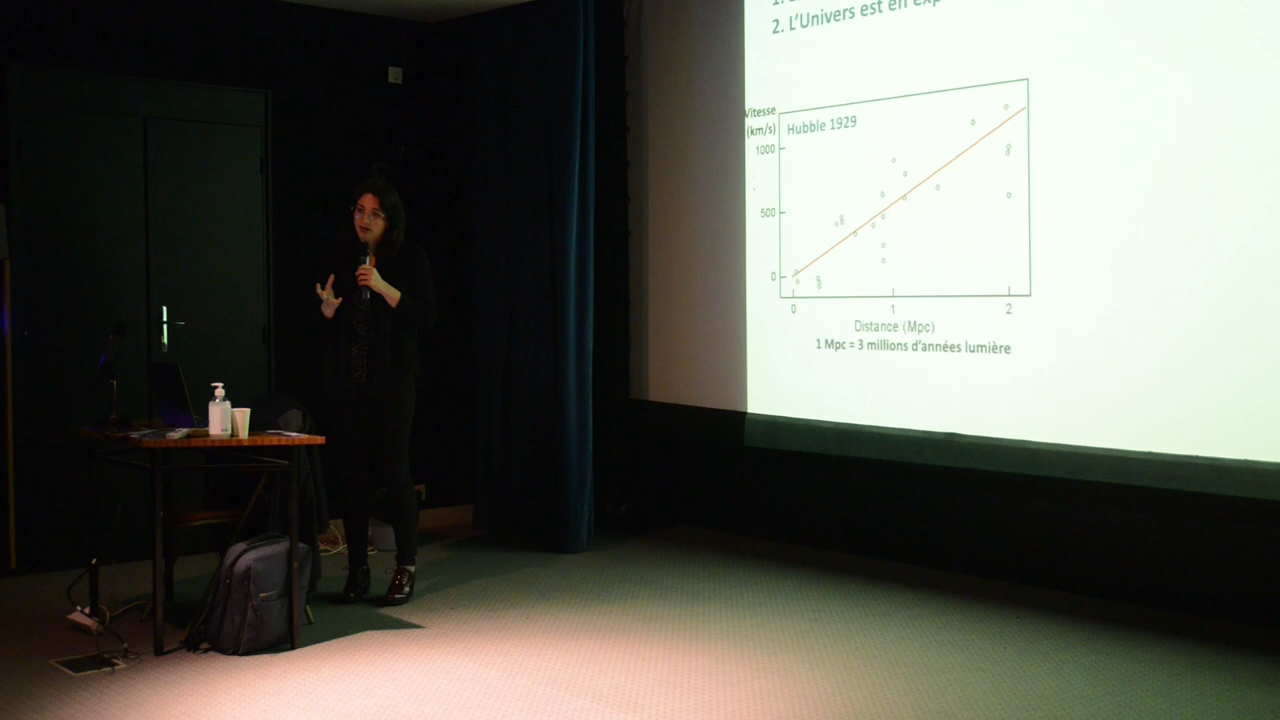 1.
2. L'Univers est en
Vitesse
(km/s)
Hubble 1929
1000
500
0
0 1 2
Distance (Mpc)
1 Mpc = 3 millions d'années lumière